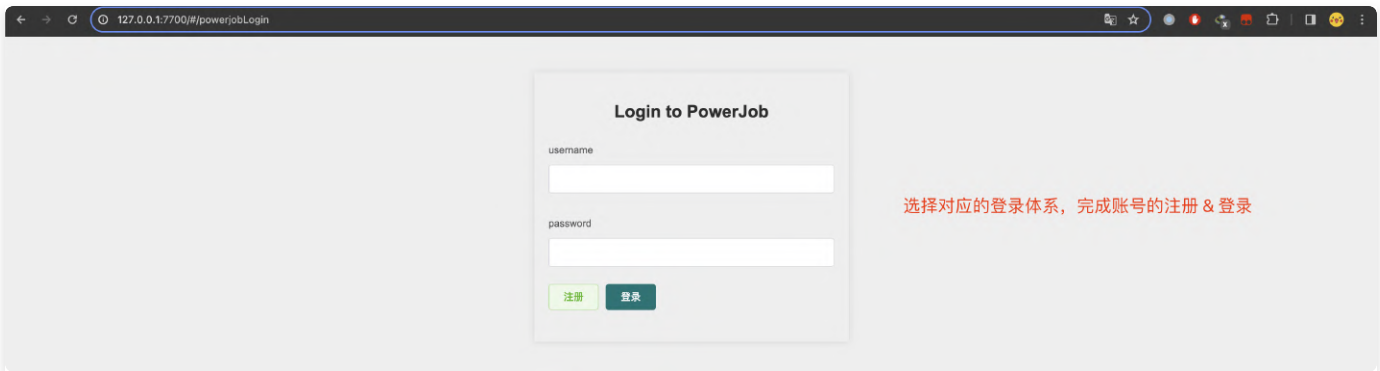 127.0.0.1:7700/#/powerjobLogin
Login to PowerJob
username
选择对应的登录体系，完成账号的注册 & 登录
password
注册 登录